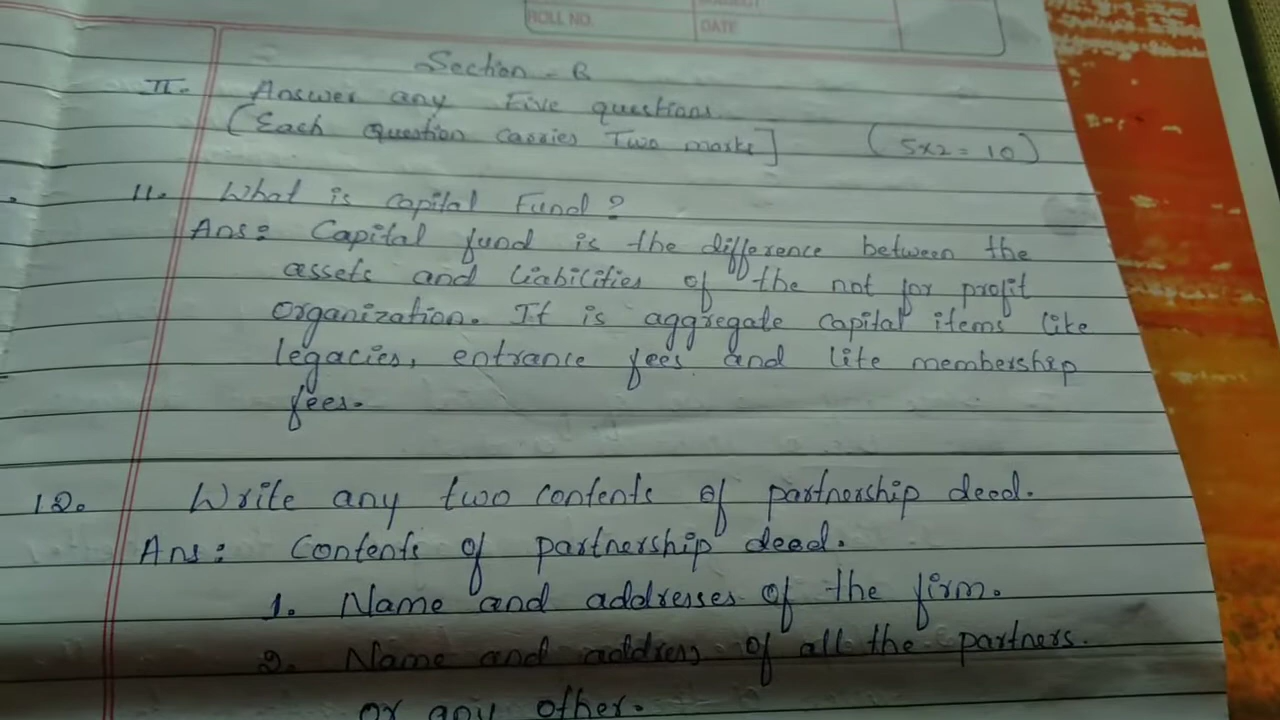 ROLL NO.
DATE
Section - B
II. Answer any Five questions.
(Each question carries Two marks] (5x2=10)
11. What is capital Fund?
Ans: Capital fund is the difference between the
assets and liabilities of the not for profit
organization. It is aggregate capital items like
legacies, entrance fees and life membership
fees.
12. Write any two contents of partnership deed.
Ans: Contents of partnership deed.
1. Name and addresses of the firm.
2. Name and address of all the partners.
or any other.